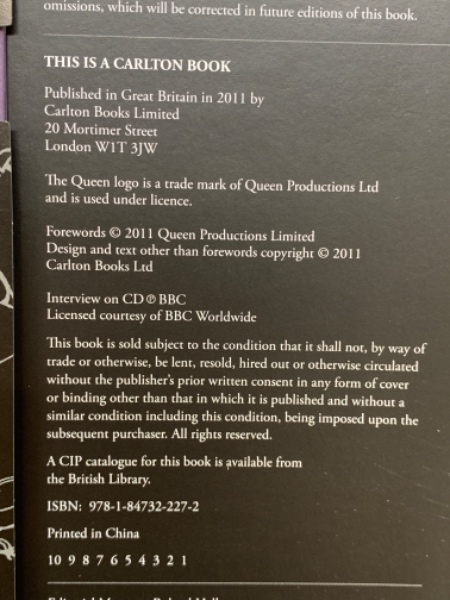 omissions, which will be corrected in future editions of this book.
THIS IS A CARLTON BOOK
Published in Great Britain in 2011 by
Carlton Books Limited
20 Mortimer Street
London W1T 3JW
The Queen logo is a trade mark of Queen Productions Ltd
and is used under licence.
Forewords © 2011 Queen Productions Limited
Design and text other than forewords copyright © 2011
Carlton Books Ltd
Interview on CD ℗ BBC
Licensed courtesy of BBC Worldwide
This book is sold subject to the condition that it shall not, by way of
trade or otherwise, be lent, resold, hired out or otherwise circulated
without the publisher's prior written consent in any form of cover
or binding other than that in which it is published and without a
similar condition including this condition, being imposed upon the
subsequent purchaser. All rights reserved.
A CIP catalogue for this book is available from
the British Library.
ISBN: 978-1-84732-227-2
Printed in China
10 9 8 7 6 5 4 3 2 1